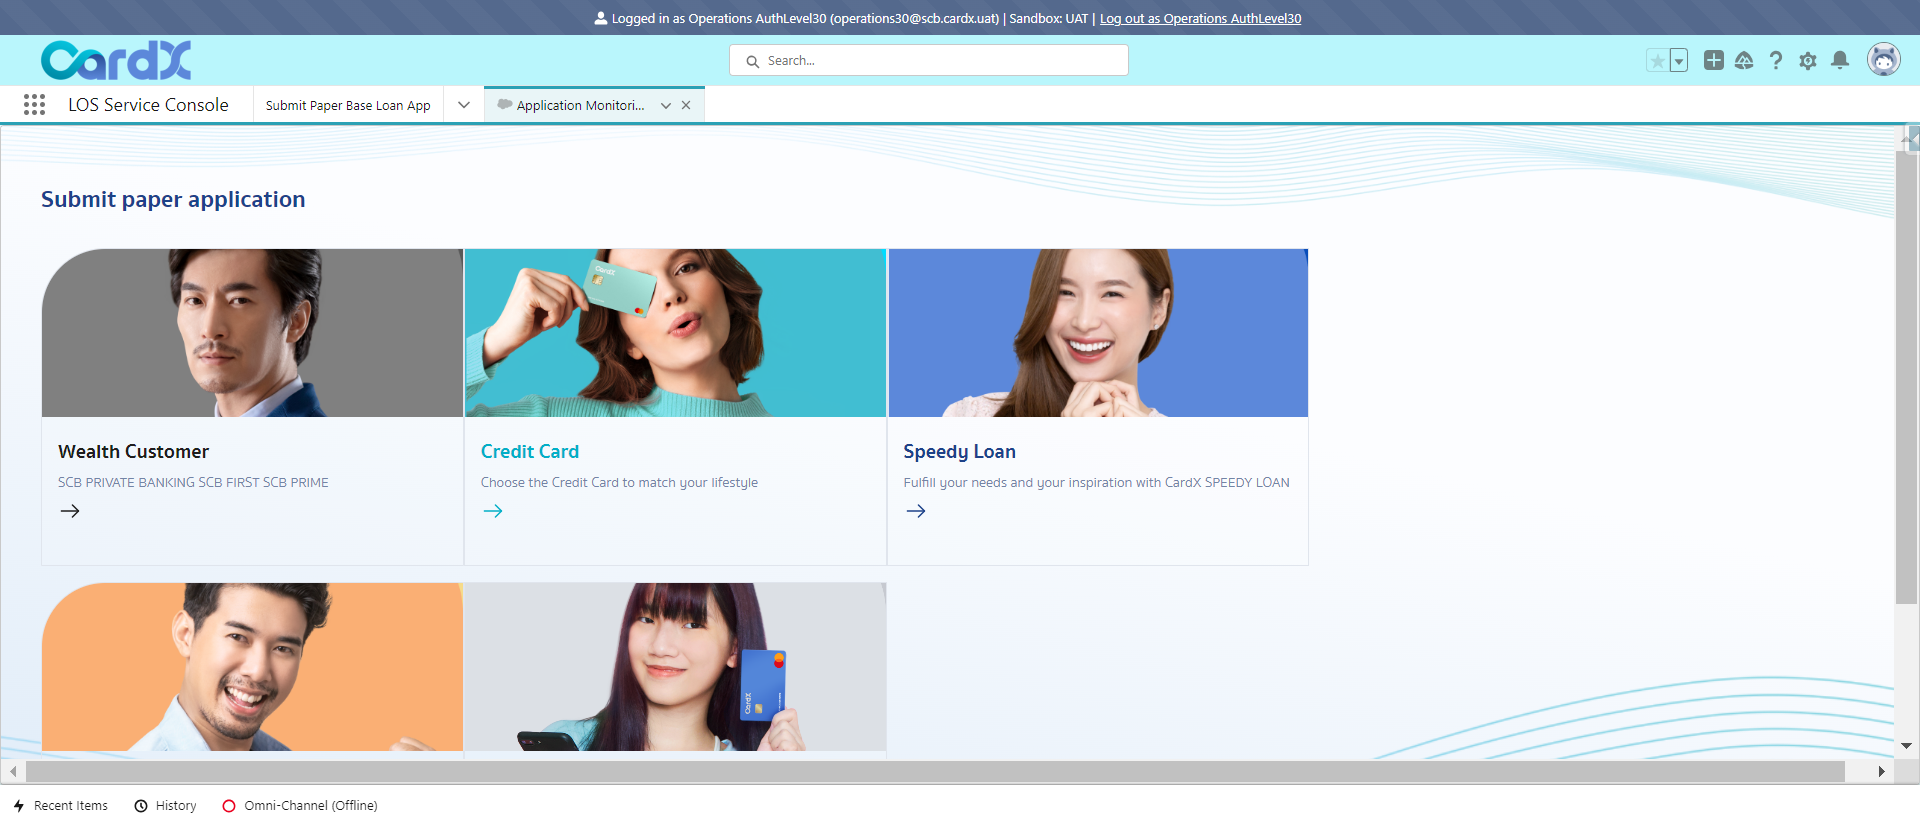 Logged in as Operations AuthLevel30 (operations30@scb.cardx.uat) | Sandbox: UAT | Log out as Operations AuthLevel30
CardX
Search...
LOS Service Console
Submit Paper Base Loan App
Application Monitori...
Submit paper application
CardX
Wealth Customer
SCB PRIVATE BANKING SCB FIRST SCB PRIME
Credit Card
Choose the Credit Card to match your lifestyle
Speedy Loan
Fulfill your needs and your inspiration with CardX SPEEDY LOAN
CardX
Recent Items
History
Omni-Channel (Offline)